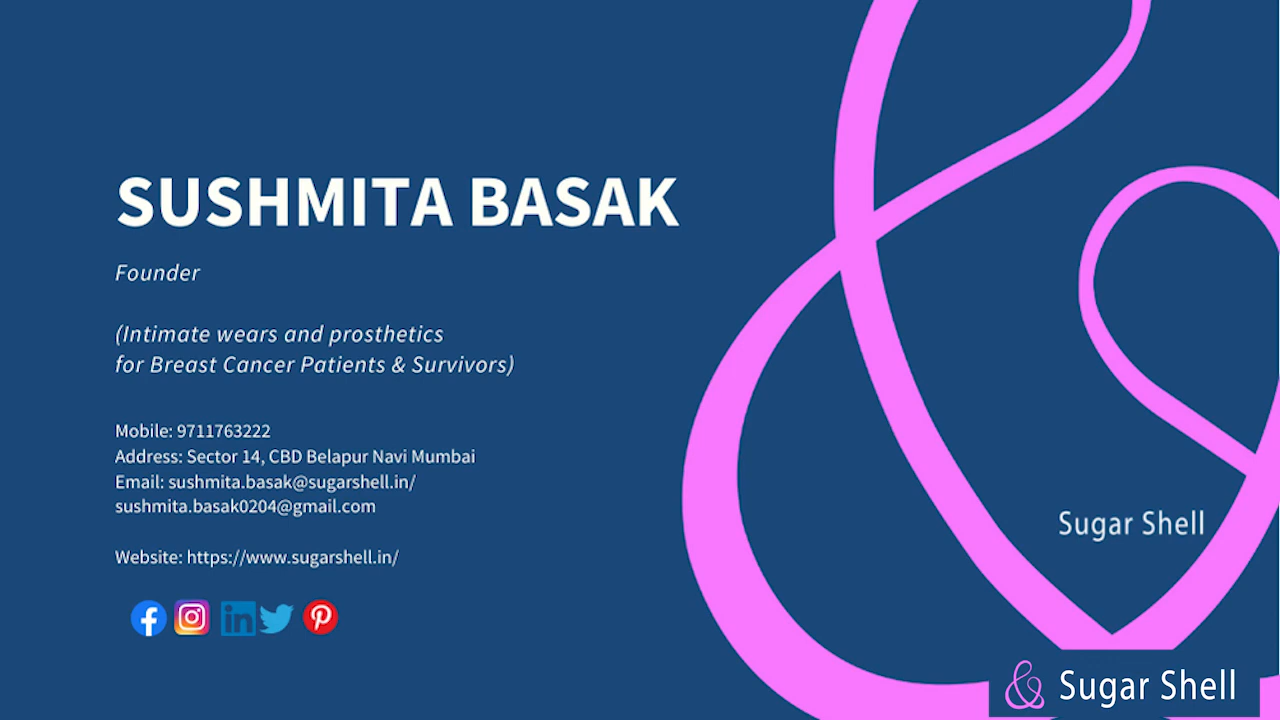 SUSHMITA BASAK
Founder
(Intimate wears and prosthetics
for Breast Cancer Patients & Survivors)
Mobile: 9711763222
Address: Sector 14, CBD Belapur Navi Mumbai
Email: sushmita.basak@sugarshell.in/
sushmita.basak0204@gmail.com
Website: https://www.sugarshell.in/
Sugar Shell
Sugar Shell